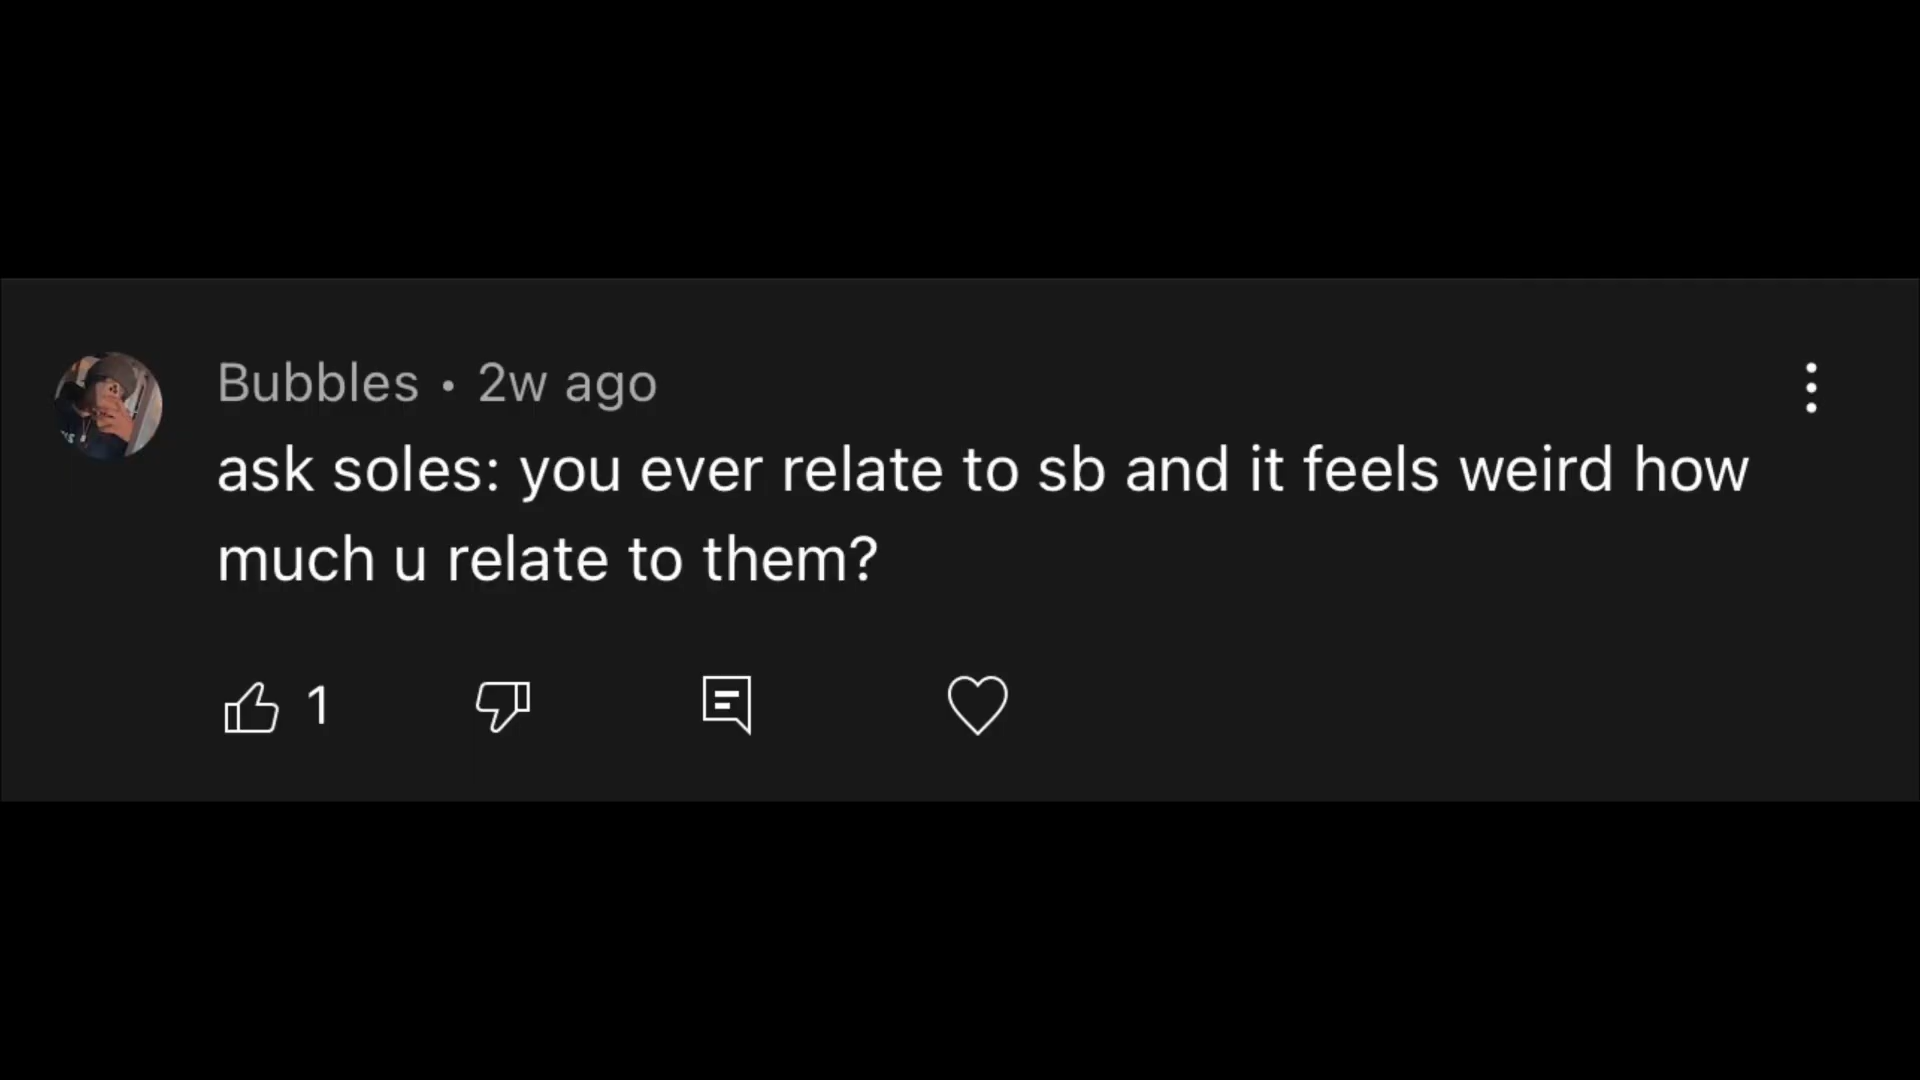 Bubbles • 2w ago
ask soles: you ever relate to sb and it feels weird how
much u relate to them?
1